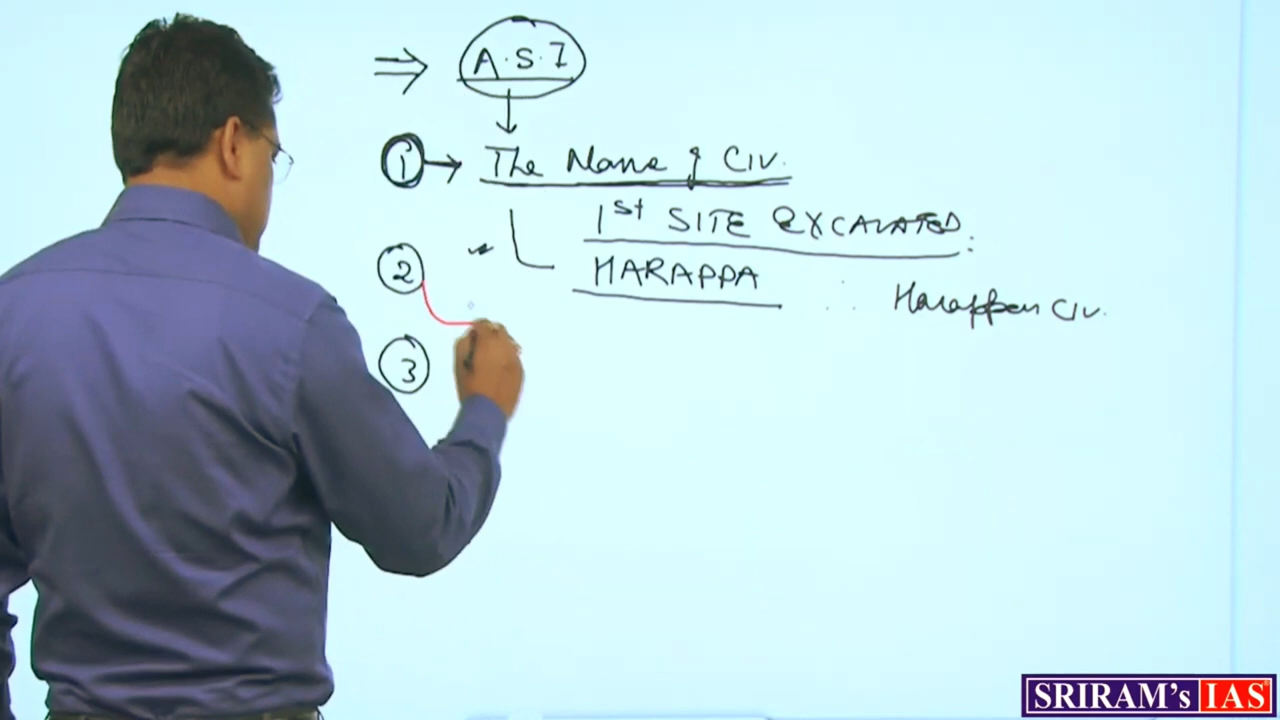 ⇒ A.S.I
① → The Name of Civ.
1st SITE EXCAVATED:
HARAPPA ∴ Harappan Civ.
②
③
SRIRAM's IAS®